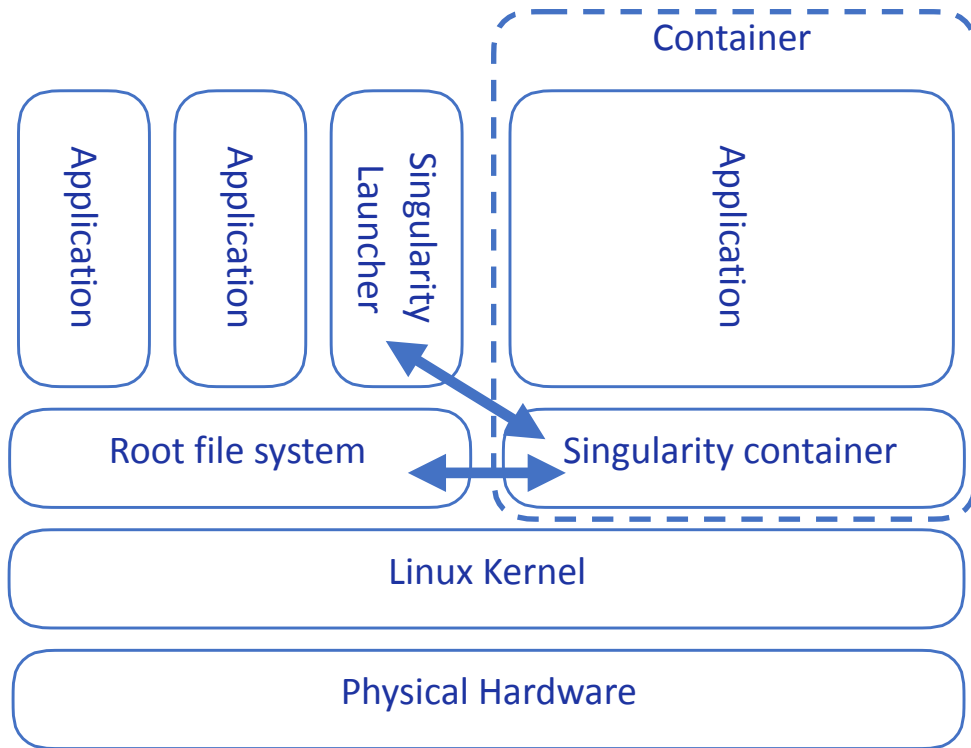 Container
Application
Application
Singularity
Launcher
Application
Root file system
Singularity container
Linux Kernel
Physical Hardware